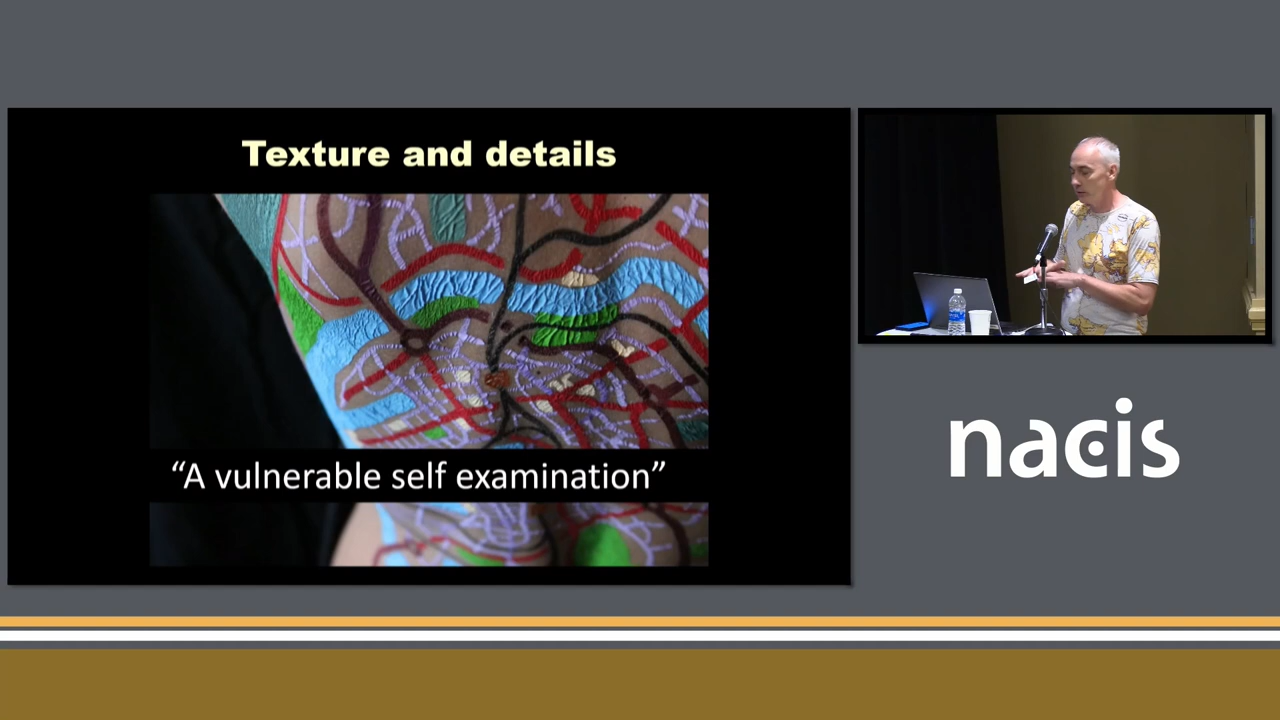 Texture and details
“A vulnerable self examination”
nacis